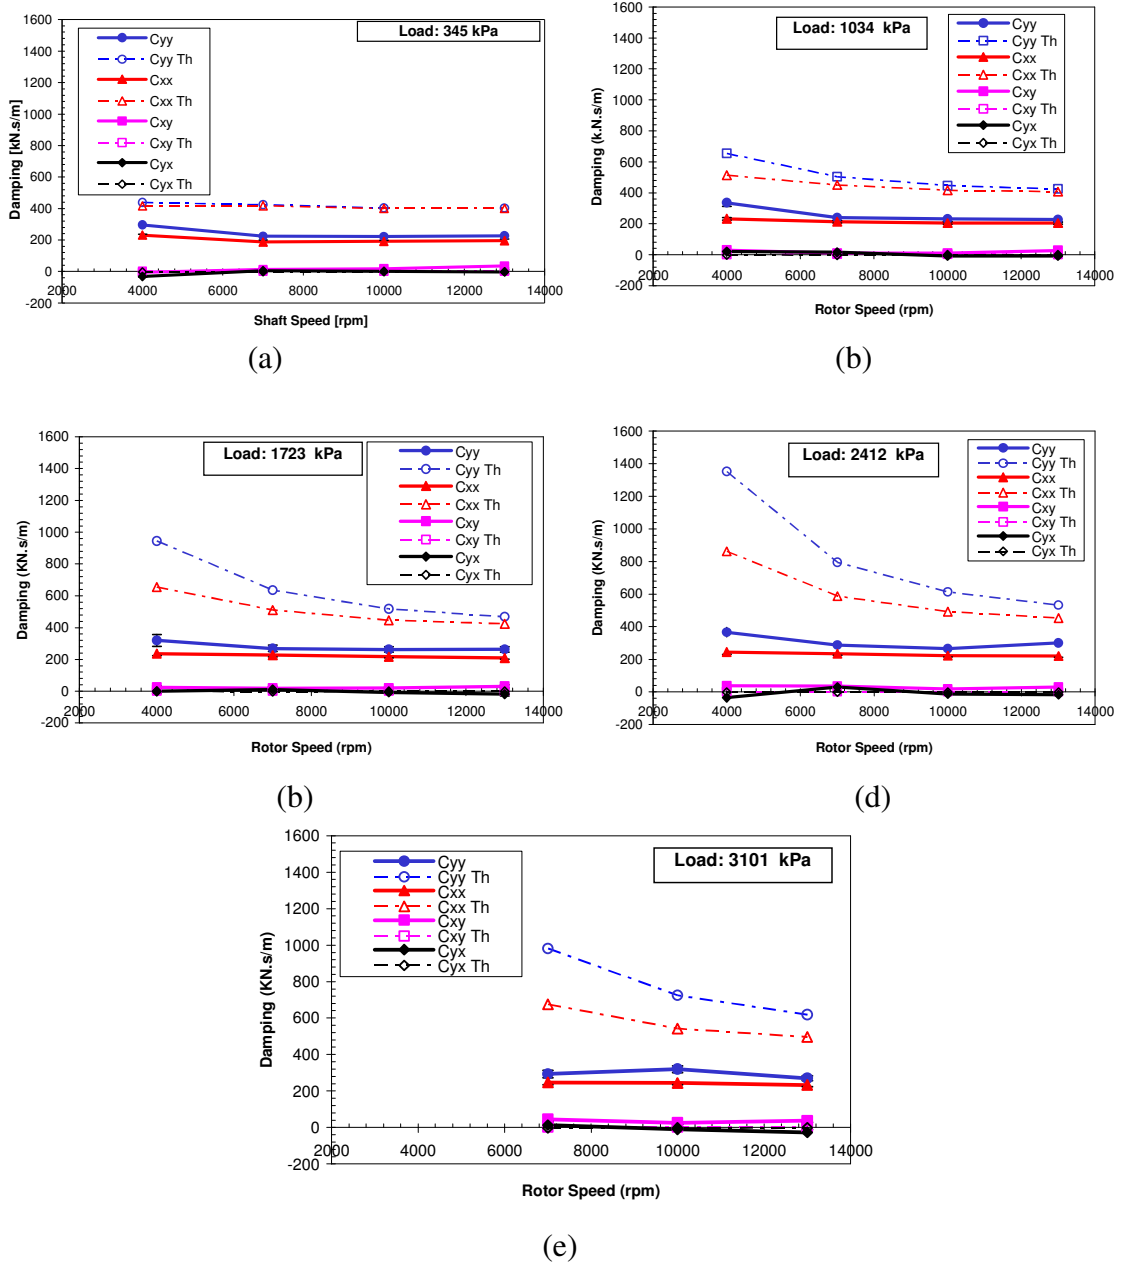 Load: 345 kPa
1600
1400
1200
1000
800
600
400
200
0
-200
Damping [kN.s/m]
Cyy
Cyy Th
Cxx
Cxx Th
Cxy
Cxy Th
Cyx
Cyx Th
2000 4000 6000 8000 10000 12000 14000
Shaft Speed [rpm]
(a)
Load: 1034 kPa
1600
1400
1200
1000
800
600
400
200
0
-200
Damping (k.N.s/m)
Cyy
Cyy Th
Cxx
Cxx Th
Cxy
Cxy Th
Cyx
Cyx Th
2000 4000 6000 8000 10000 12000 14000
Rotor Speed (rpm)
(b)
Load: 1723 kPa
1600
1400
1200
1000
800
600
400
200
0
-200
Damping (KN.s/m)
Cyy
Cyy Th
Cxx
Cxx Th
Cxy
Cxy Th
Cyx
Cyx Th
2000 4000 6000 8000 10000 12000 14000
Rotor Speed (rpm)
(b)
Load: 2412 kPa
1600
1400
1200
1000
800
600
400
200
0
-200
Damping (KN.s/m)
Cyy
Cyy Th
Cxx
Cxx Th
Cxy
Cxy Th
Cyx
Cyx Th
2000 4000 6000 8000 10000 12000 14000
Rotor Speed (rpm)
(d)
Load: 3101 kPa
1600
1400
1200
1000
800
600
400
200
0
-200
Damping (KN.s/m)
Cyy
Cyy Th
Cxx
Cxx Th
Cxy
Cxy Th
Cyx
Cyx Th
2000 4000 6000 8000 10000 12000 14000
Rotor Speed (rpm)
(e)